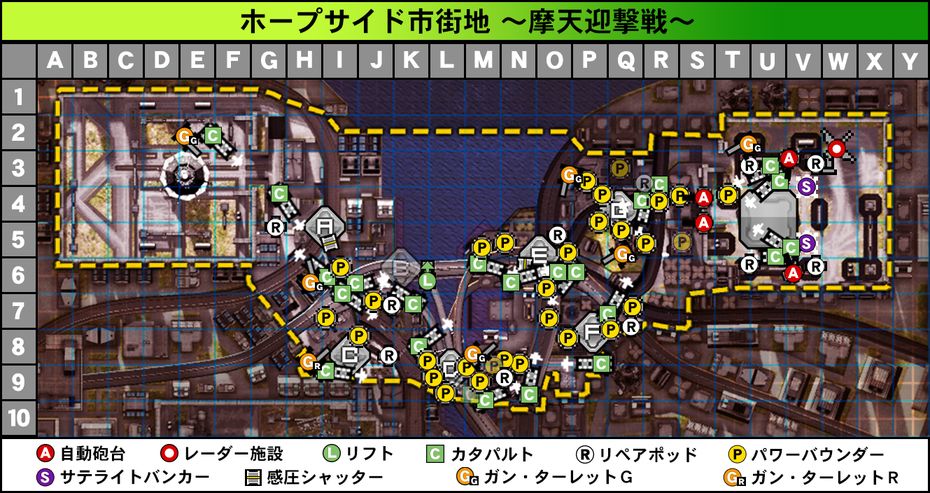 ホープサイド市街地 ～摩天迎撃戦～
A B C D E F G H I J K L M N O P Q R S T U V W X Y
1
2
3
4
5
6
7
8
9
10
A 自動砲台 レーダー施設 L リフト C カタパルト R リペアポッド P パワーバウンダー
S サテライトバンカー 感圧シャッター GG ガン・ターレットG GR ガン・ターレットR